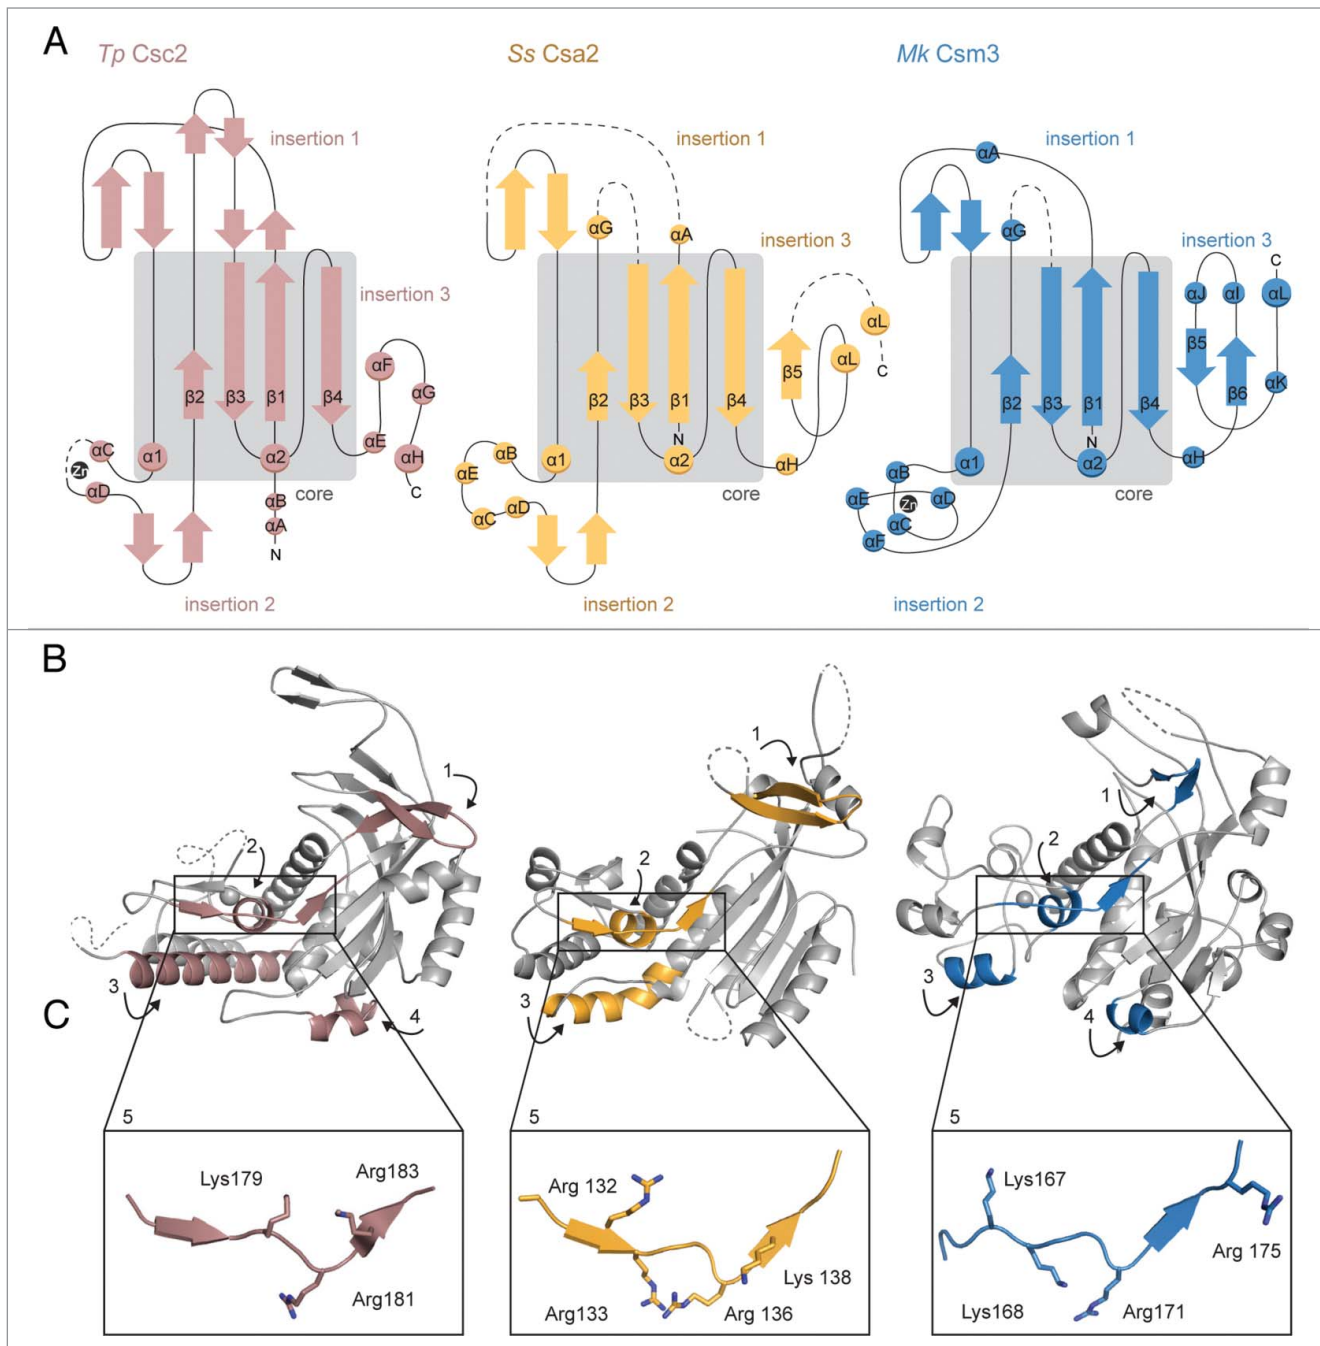 A
Tp Csc2
Ss Csa2
Mk Csm3
insertion 1
insertion 1
insertion 1
αA
αG
αA
αG
insertion 3
insertion 3
insertion 3
C
αJ
αI
αL
αL
αF
αL
β5
β5
C
αG
αK
β2
β3
β1
β4
β2
β3
β1
β4
β2
β3
β1
β4
β6
αE
N
N
αC
α1
α2
αH
αB
α1
α2
αH
αB
α1
α2
αH
Zn
αE
αD
C
core
core
core
αB
αC
αD
αE
Zn
αD
αA
αC
αF
N
insertion 2
insertion 2
insertion 2
B
1
2
3
4
1
2
3
1
2
3
4
C
5
5
5
Lys179
Arg183
Arg181
Arg 132
Arg133
Arg 136
Lys 138
Lys167
Lys168
Arg171
Arg 175